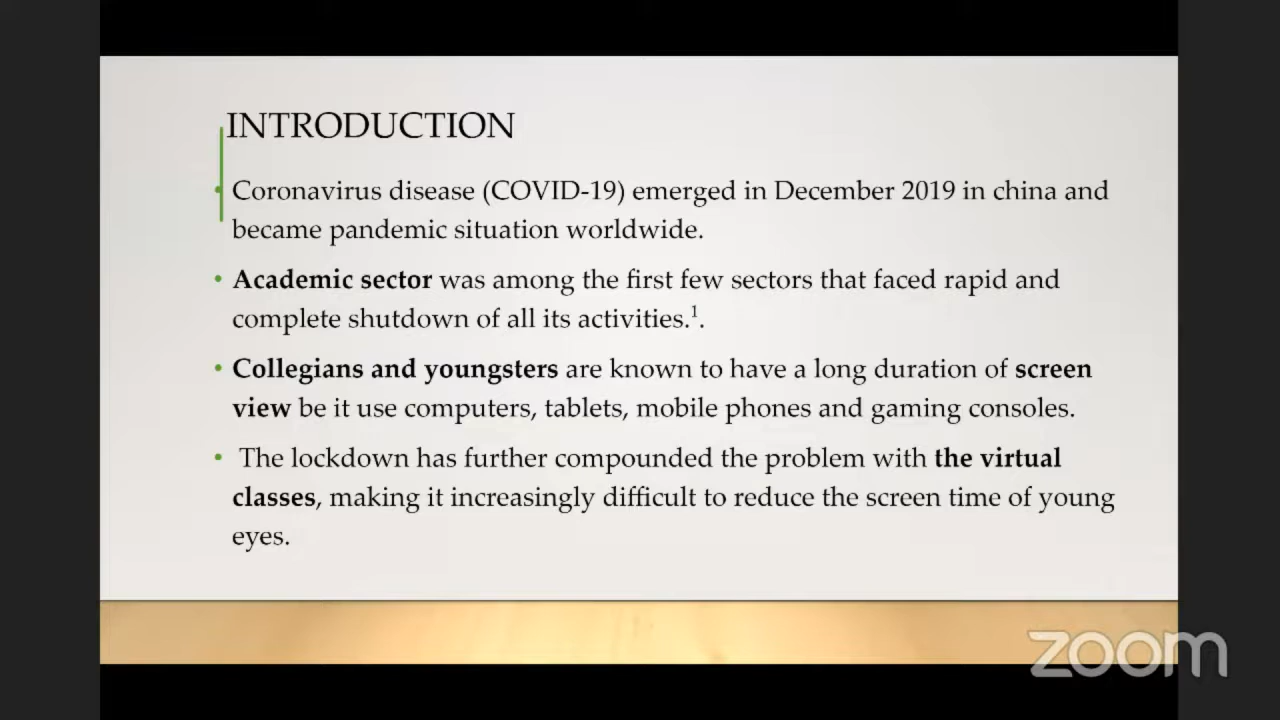 INTRODUCTION
• Coronavirus disease (COVID-19) emerged in December 2019 in china and
became pandemic situation worldwide.
• Academic sector was among the first few sectors that faced rapid and
complete shutdown of all its activities.¹.
• Collegians and youngsters are known to have a long duration of screen
view be it use computers, tablets, mobile phones and gaming consoles.
• The lockdown has further compounded the problem with the virtual
classes, making it increasingly difficult to reduce the screen time of young
eyes.
zoom